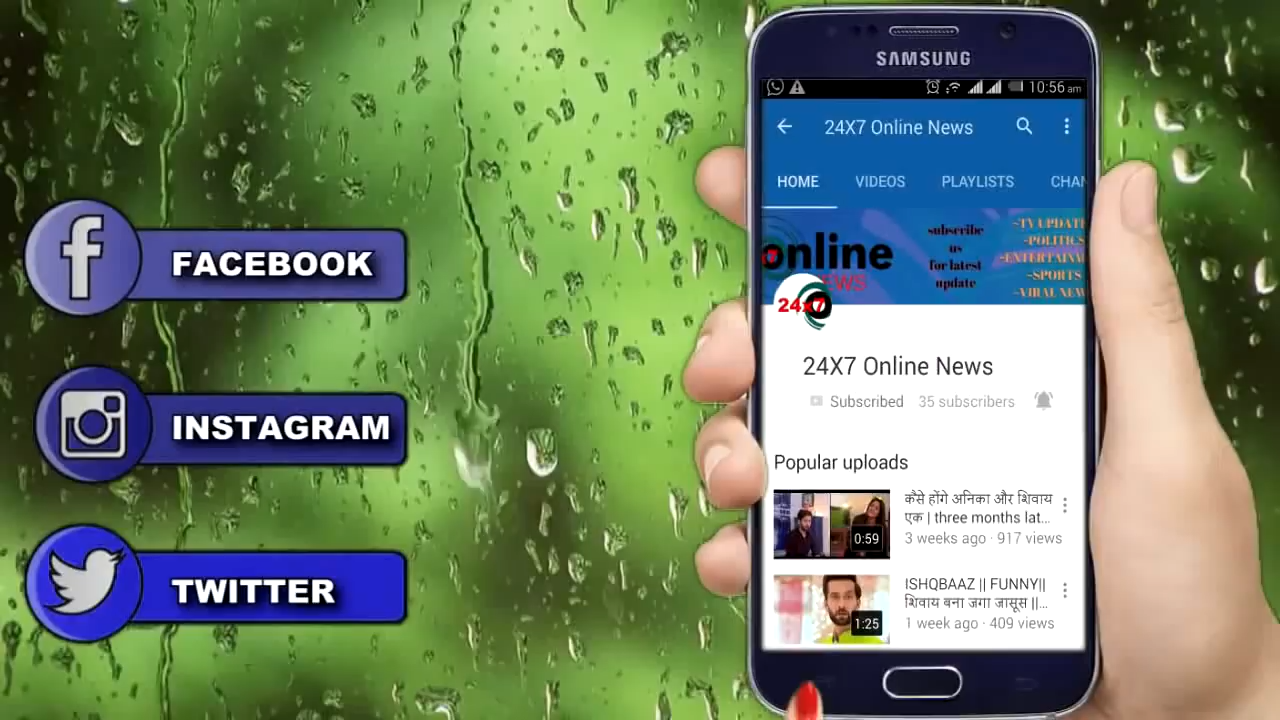 FACEBOOK
INSTAGRAM
TWITTER
SAMSUNG
10:56 am
24X7 Online News
HOME VIDEOS PLAYLISTS CHAN
online
NEWS
subscribe
us
for latest
update
~TV UPDATE
~POLITICS
~ENTERTAINM
~SPORTS
~VIRAL NEW
24x7
24X7 Online News
Subscribed 35 subscribers
Popular uploads
0:59
कैसे होंगे अनिका और शिवाय
एक | three months lat...
3 weeks ago · 917 views
1:25
ISHQBAAZ || FUNNY||
शिवाय बना जगा जासूस ||...
1 week ago · 409 views